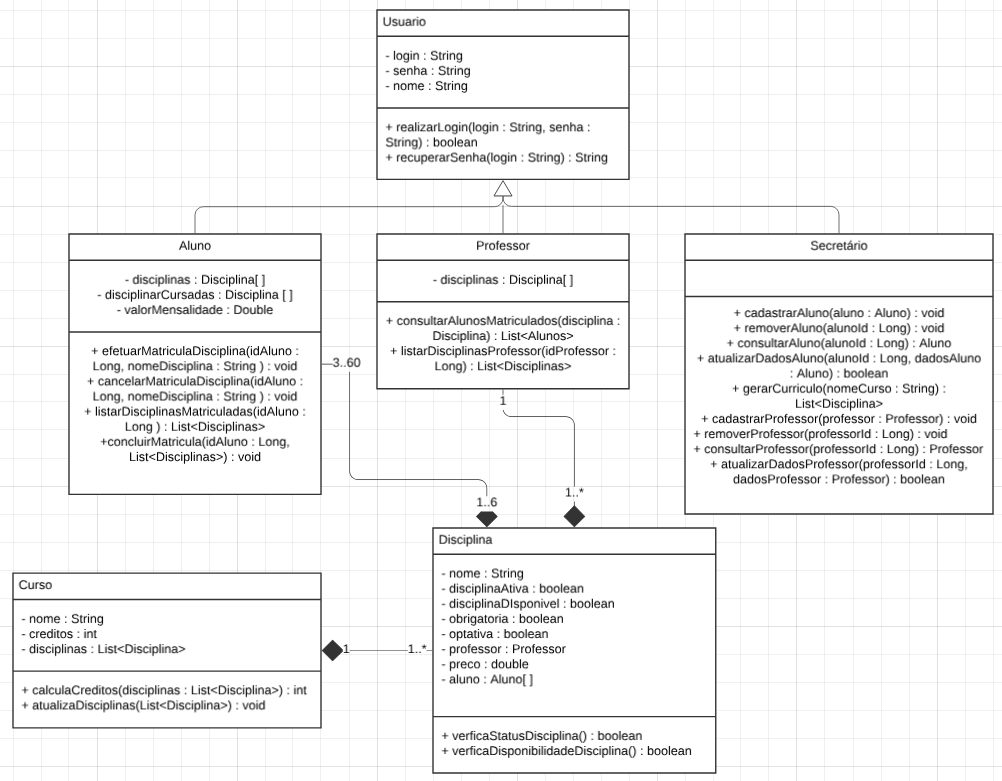 Usuario
- login : String
- senha : String
- nome : String
+ realizarLogin(login : String, senha :
String) : boolean
+ recuperarSenha(login : String) : String
Aluno
- disciplinas : Disciplina[ ]
- disciplinarCursadas : Disciplina [ ]
- valorMensalidade : Double
+ efetuarMatriculaDisciplina(idAluno :
Long, nomeDisciplina : String ) : void
+ cancelarMatriculaDisciplina(idAluno :
Long, nomeDisciplina : String ) : void
+ listarDisciplinasMatriculadas(idAluno :
Long ) : List<Disciplinas>
+concluirMatricula(idAluno : Long,
List<Disciplinas>) : void
Professor
- disciplinas : Disciplina[ ]
+ consultarAlunosMatriculados(disciplina :
Disciplina) : List<Alunos>
+ listarDisciplinasProfessor(idProfessor :
Long) : List<Disciplinas>
Secretário
+ cadastrarAluno(aluno : Aluno) : void
+ removerAluno(alunoId : Long) : void
+ consultarAluno(alunoId : Long) : Aluno
+ atualizarDadosAluno(alunoId : Long, dadosAluno
: Aluno) : boolean
+ gerarCurriculo(nomeCurso : String) :
List<Disciplina>
+ cadastrarProfessor(professor : Professor) : void
+ removerProfessor(professorId : Long) : void
+ consultarProfessor(professorId : Long) : Professor
+ atualizarDadosProfessor(professorId : Long,
dadosProfessor : Professor) : boolean
3..60
1
1..6
1..*
Disciplina
- nome : String
- disciplinaAtiva : boolean
- disciplinaDIsponivel : boolean
- obrigatoria : boolean
- optativa : boolean
- professor : Professor
- preco : double
- aluno : Aluno[ ]
+ verficaStatusDisciplina() : boolean
+ verficaDisponibilidadeDisciplina() : boolean
Curso
- nome : String
- creditos : int
- disciplinas : List<Disciplina>
+ calculaCreditos(disciplinas : List<Disciplina>) : int
+ atualizaDisciplinas(List<Disciplina>) : void
1
1..*